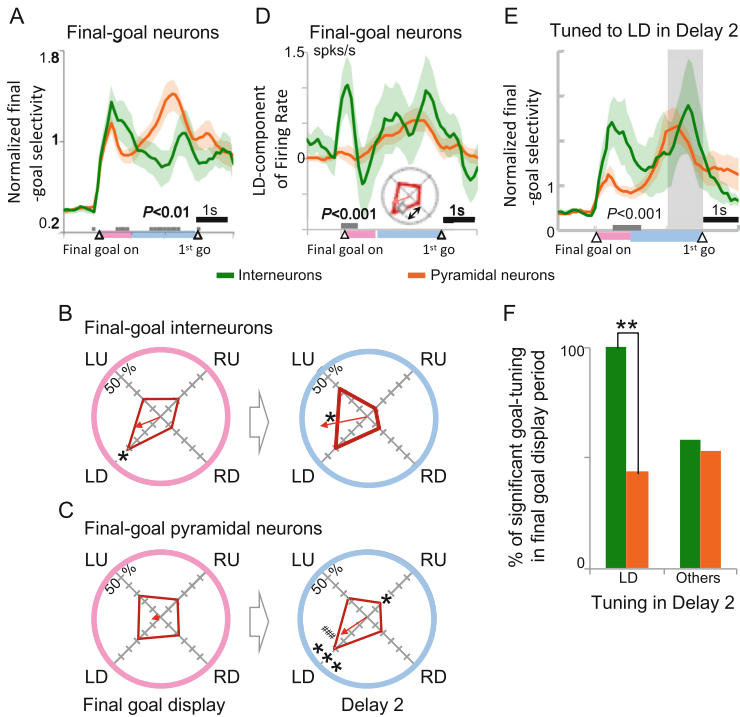 A
Final-goal neurons
1.8
1
0.2
Normalized final
-goal selectivity
P<0.01
1s
Final goal on
1st go
D
Final-goal neurons
1.5
spks/s
0
LD-component
of Firing Rate
P<0.001
1s
Final goal on
1st go
E
Tuned to LD in Delay 2
1
Normalized final
-goal selectivity
P<0.001
1s
Final goal on
1st go
Interneurons
Pyramidal neurons
B
Final-goal interneurons
LU
RU
50 %
*
LD
RD
LU
RU
50 %
*
LD
RD
C
Final-goal pyramidal neurons
LU
RU
50 %
LD
RD
Final goal display
LU
RU
50 %
*
###
***
LD
RD
Delay 2
F
**
100
0
% of significant goal-tuning
in final goal display period
LD
Others
Tuning in Delay 2